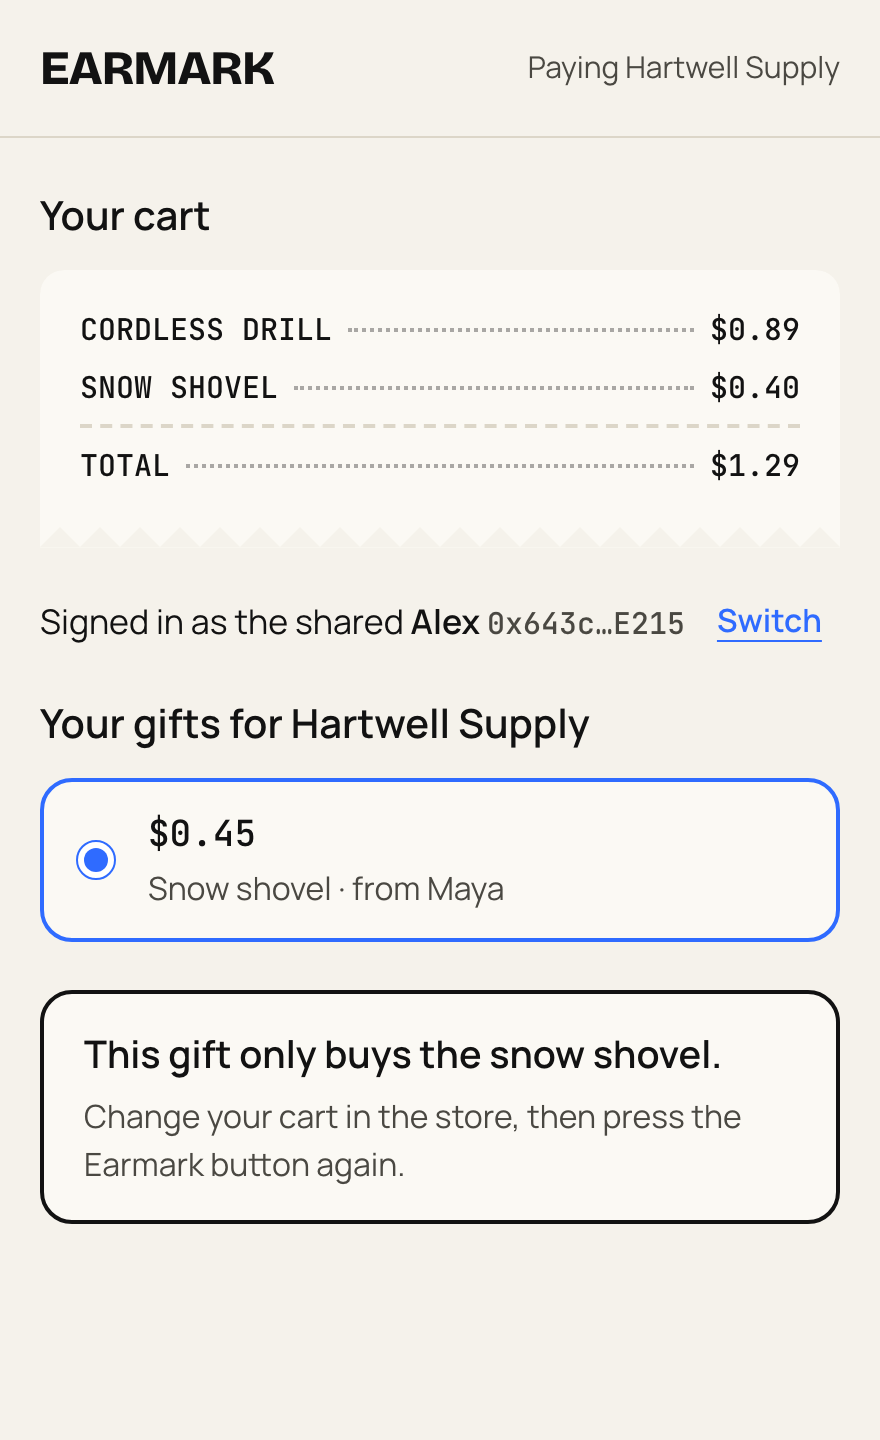 EARMARK
Paying Hartwell Supply
Your cart
CORDLESS DRILL $0.89
SNOW SHOVEL $0.40
TOTAL $1.29
Signed in as the shared Alex 0x643c…E215 Switch
Your gifts for Hartwell Supply
$0.45
Snow shovel · from Maya
This gift only buys the snow shovel.
Change your cart in the store, then press the
Earmark button again.